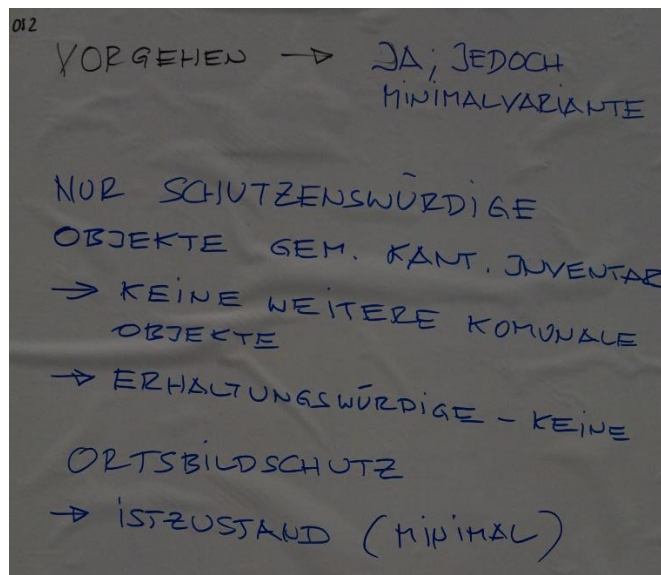 012
VORGEHEN → JA; JEDOCH
MINIMALVARIANTE
NUR SCHUTZENSWÜRDIGE
OBJEKTE GEM. KANT. INVENTAR
→ KEINE WEITERE KOMUNALE
OBJEKTE
→ ERHALTUNGSWÜRDIGE – KEINE
ORTSBILDSCHUTZ
→ ISTZUSTAND (MINIMAL)